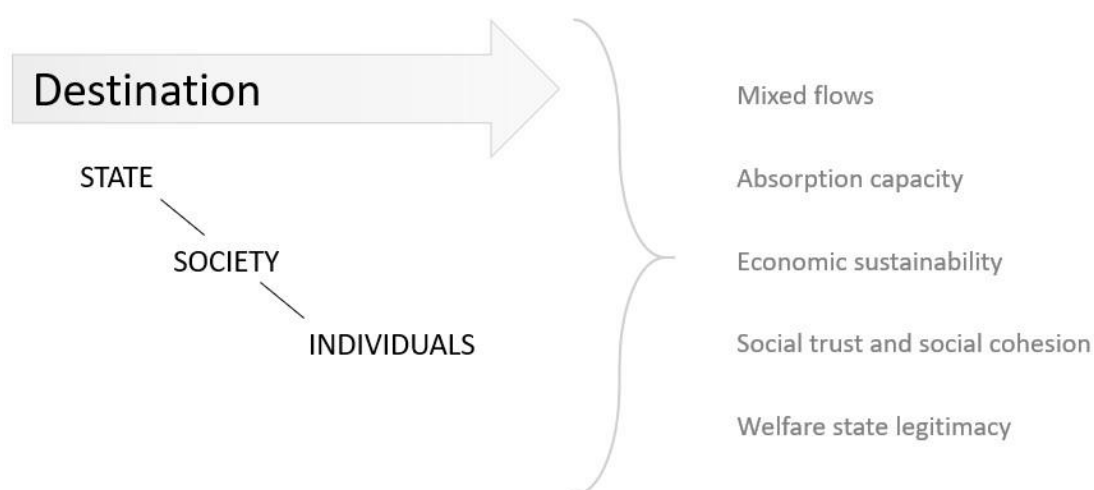 Destination
STATE
SOCIETY
INDIVIDUALS
Mixed flows
Absorption capacity
Economic sustainability
Social trust and social cohesion
Welfare state legitimacy